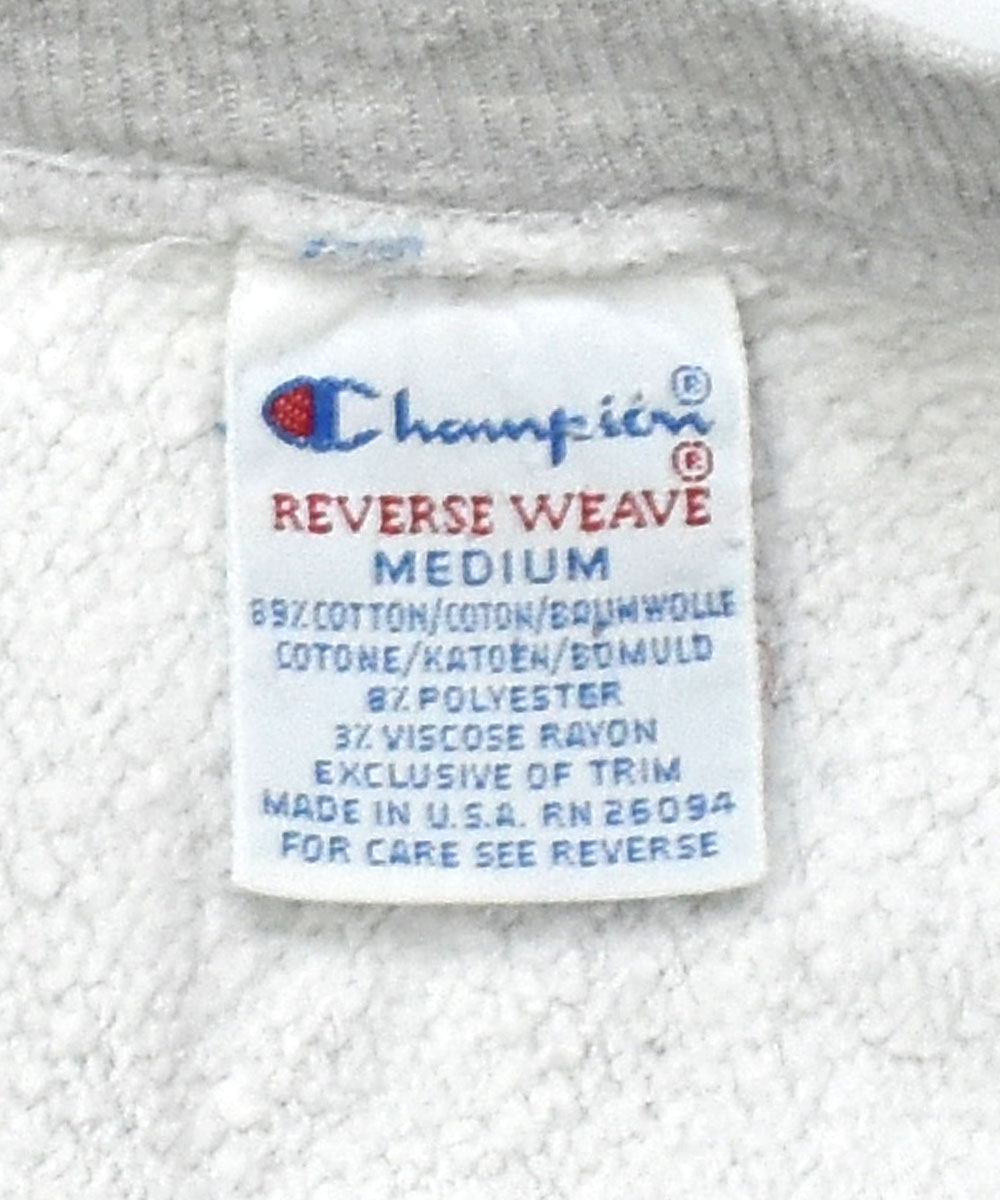 Champion®
REVERSE WEAVE®
MEDIUM
89% COTTON/COTON/BAUMWOLLE
COTONE/KATOEN/BOMULD
8% POLYESTER
3% VISCOSE RAYON
EXCLUSIVE OF TRIM
MADE IN U.S.A. RN 26094
FOR CARE SEE REVERSE